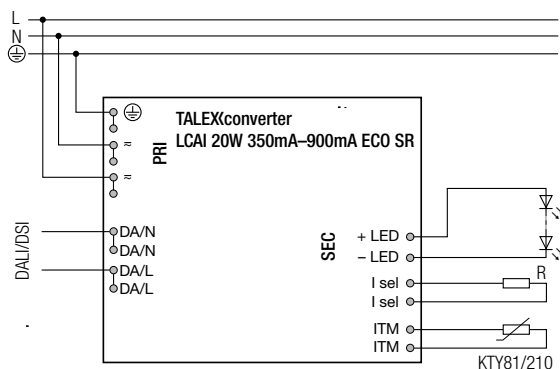 L
N
TALEXXconverter
LCAI 20W 350mA–900mA ECO SR
≂
PRI
≂
DALI/DSI
DA/N
DA/N
DA/L
DA/L
SEC
+ LED
– LED
I sel
R
I sel
ITM
ITM
KTY81/210